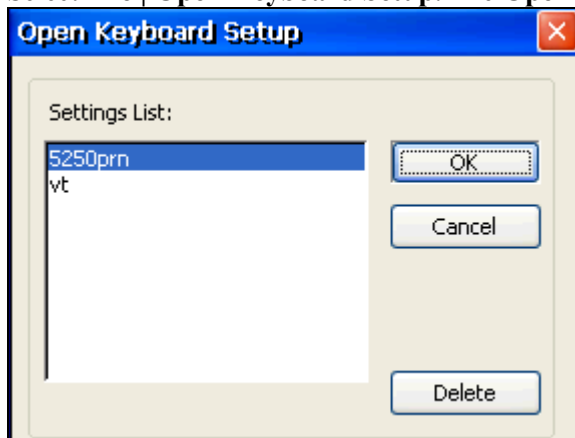 Open Keyboard Setup
Settings List:
5250prn
vt
OK
Cancel
Delete